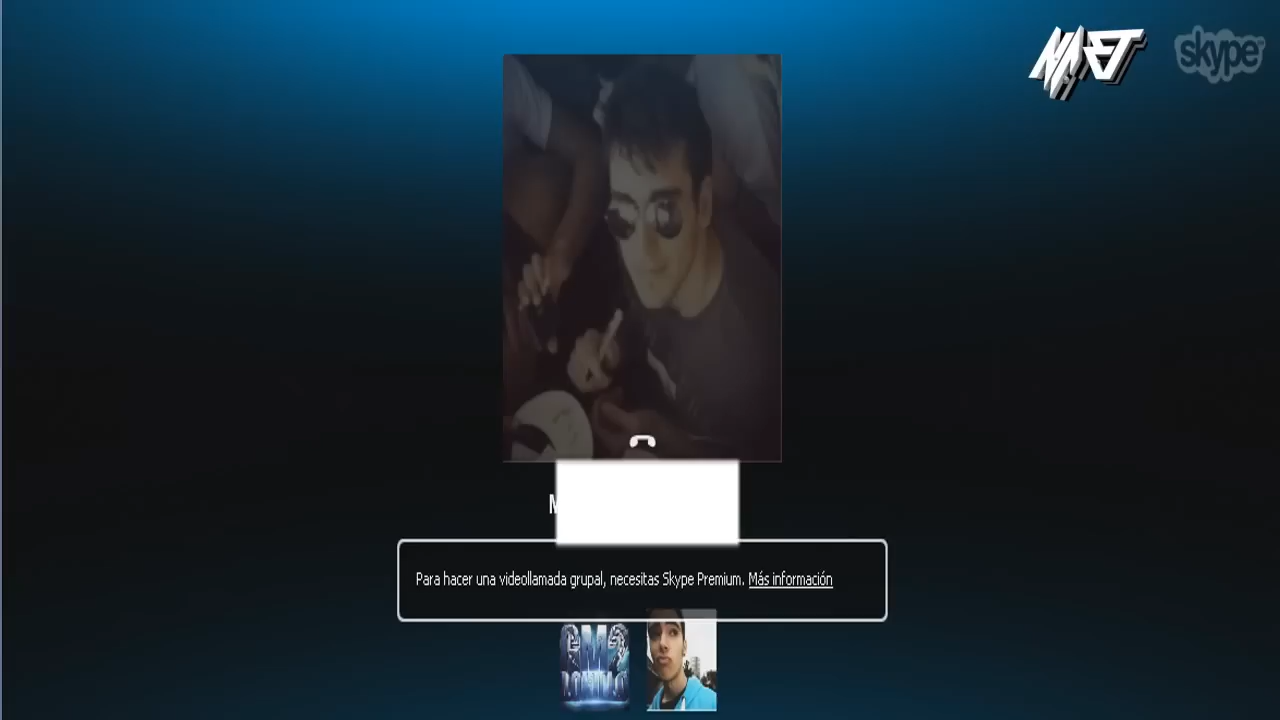 skype
M
Para hacer una videollamada grupal, necesitas Skype Premium. Más información